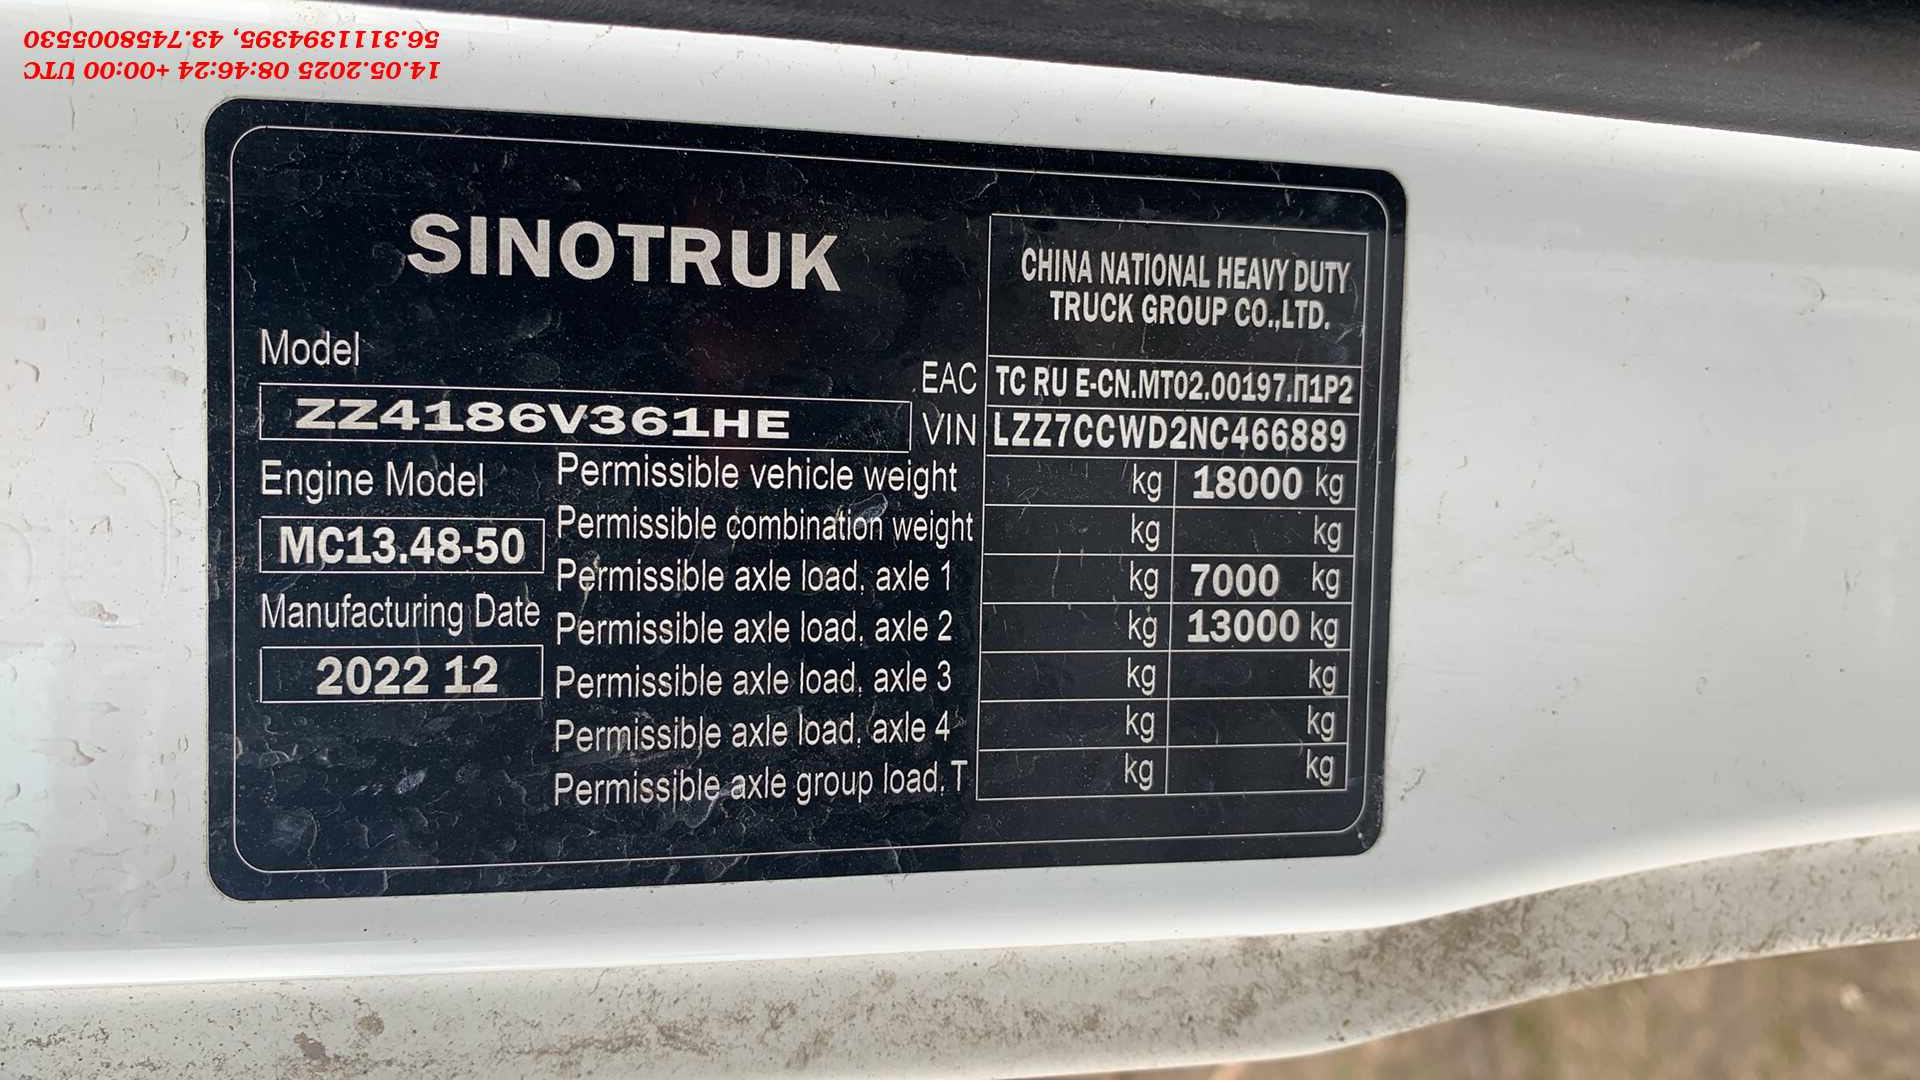 14.05.2025 08:46:24 +00:00 UTC
56.3111394395, 43.7458005530
SINOTRUK
CHINA NATIONAL HEAVY DUTY
TRUCK GROUP CO.,LTD.
Model
ZZ4186V361HE
EAC TC RU E-CN.MT02.00197.П1P2
VIN LZZ7CCWD2NC466889
Engine Model
MC13.48-50
Manufacturing Date
2022 12
Permissible vehicle weight kg 18000 kg
Permissible combination weight kg kg
Permissible axle load. axle 1 kg 7000 kg
Permissible axle load. axle 2 kg 13000 kg
Permissible axle load. axle 3 kg kg
Permissible axle load. axle 4 kg kg
Permissible axle group load. T kg kg